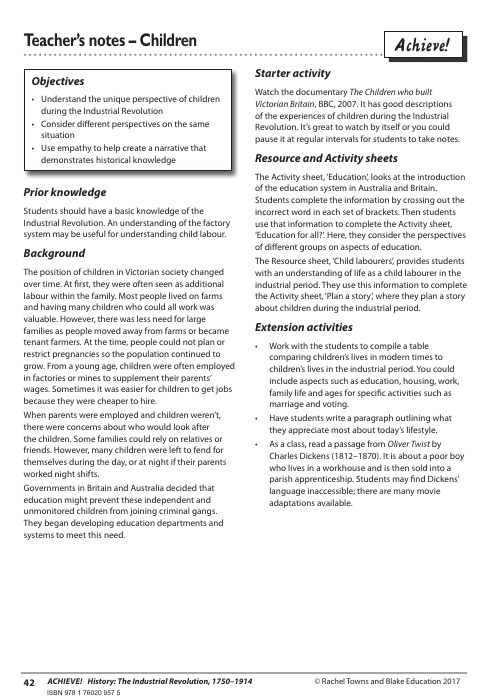 Teacher's notes – Children
Achieve!
Objectives
• Understand the unique perspective of children
during the Industrial Revolution
• Consider different perspectives on the same
situation
• Use empathy to help create a narrative that
demonstrates historical knowledge
Prior knowledge
Students should have a basic knowledge of the
Industrial Revolution. An understanding of the factory
system may be useful for understanding child labour.
Background
The position of children in Victorian society changed
over time. At first, they were often seen as additional
labour within the family. Most people lived on farms
and having many children who could all work was
valuable. However, there was less need for large
families as people moved away from farms or became
tenant farmers. At the time, people could not plan or
restrict pregnancies so the population continued to
grow. From a young age, children were often employed
in factories or mines to supplement their parents'
wages. Sometimes it was easier for children to get jobs
because they were cheaper to hire.
When parents were employed and children weren't,
there were concerns about who would look after
the children. Some families could rely on relatives or
friends. However, many children were left to fend for
themselves during the day, or at night if their parents
worked night shifts.
Governments in Britain and Australia decided that
education might prevent these independent and
unmonitored children from joining criminal gangs.
They began developing education departments and
systems to meet this need.
Starter activity
Watch the documentary The Children who built
Victorian Britain, BBC, 2007. It has good descriptions
of the experiences of children during the Industrial
Revolution. It's great to watch by itself or you could
pause it at regular intervals for students to take notes.
Resource and Activity sheets
The Activity sheet, 'Education', looks at the introduction
of the education system in Australia and Britain.
Students complete the information by crossing out the
incorrect word in each set of brackets. Then students
use that information to complete the Activity sheet,
'Education for all?'. Here, they consider the perspectives
of different groups on aspects of education.
The Resource sheet, 'Child labourers', provides students
with an understanding of life as a child labourer in the
industrial period. They use this information to complete
the Activity sheet, 'Plan a story', where they plan a story
about children during the industrial period.
Extension activities
• Work with the students to compile a table
comparing children's lives in modern times to
children's lives in the industrial period. You could
include aspects such as education, housing, work,
family life and ages for specific activities such as
marriage and voting.
• Have students write a paragraph outlining what
they appreciate most about today's lifestyle.
• As a class, read a passage from Oliver Twist by
Charles Dickens (1812–1870). It is about a poor boy
who lives in a workhouse and is then sold into a
parish apprenticeship. Students may find Dickens'
language inaccessible; there are many movie
adaptations available.
42 ACHIEVE! History: The Industrial Revolution, 1750–1914
© Rachel Towns and Blake Education 2017
ISBN 978 1 76020 957 5